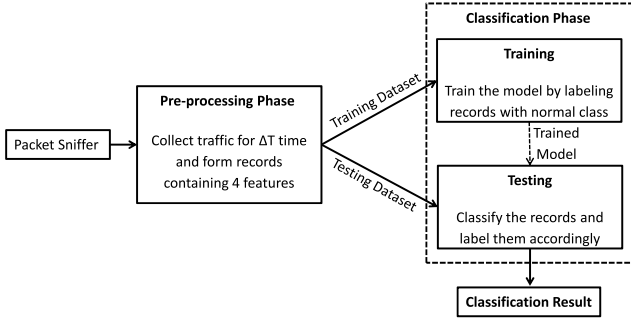 Packet Sniffer
Pre-processing Phase
Collect traffic for ΔT time
and form records
containing 4 features
Training Dataset
Testing Dataset
Classification Phase
Training
Train the model by labeling
records with normal class
Trained
Model
Testing
Classify the records and
label them accordingly
Classification Result